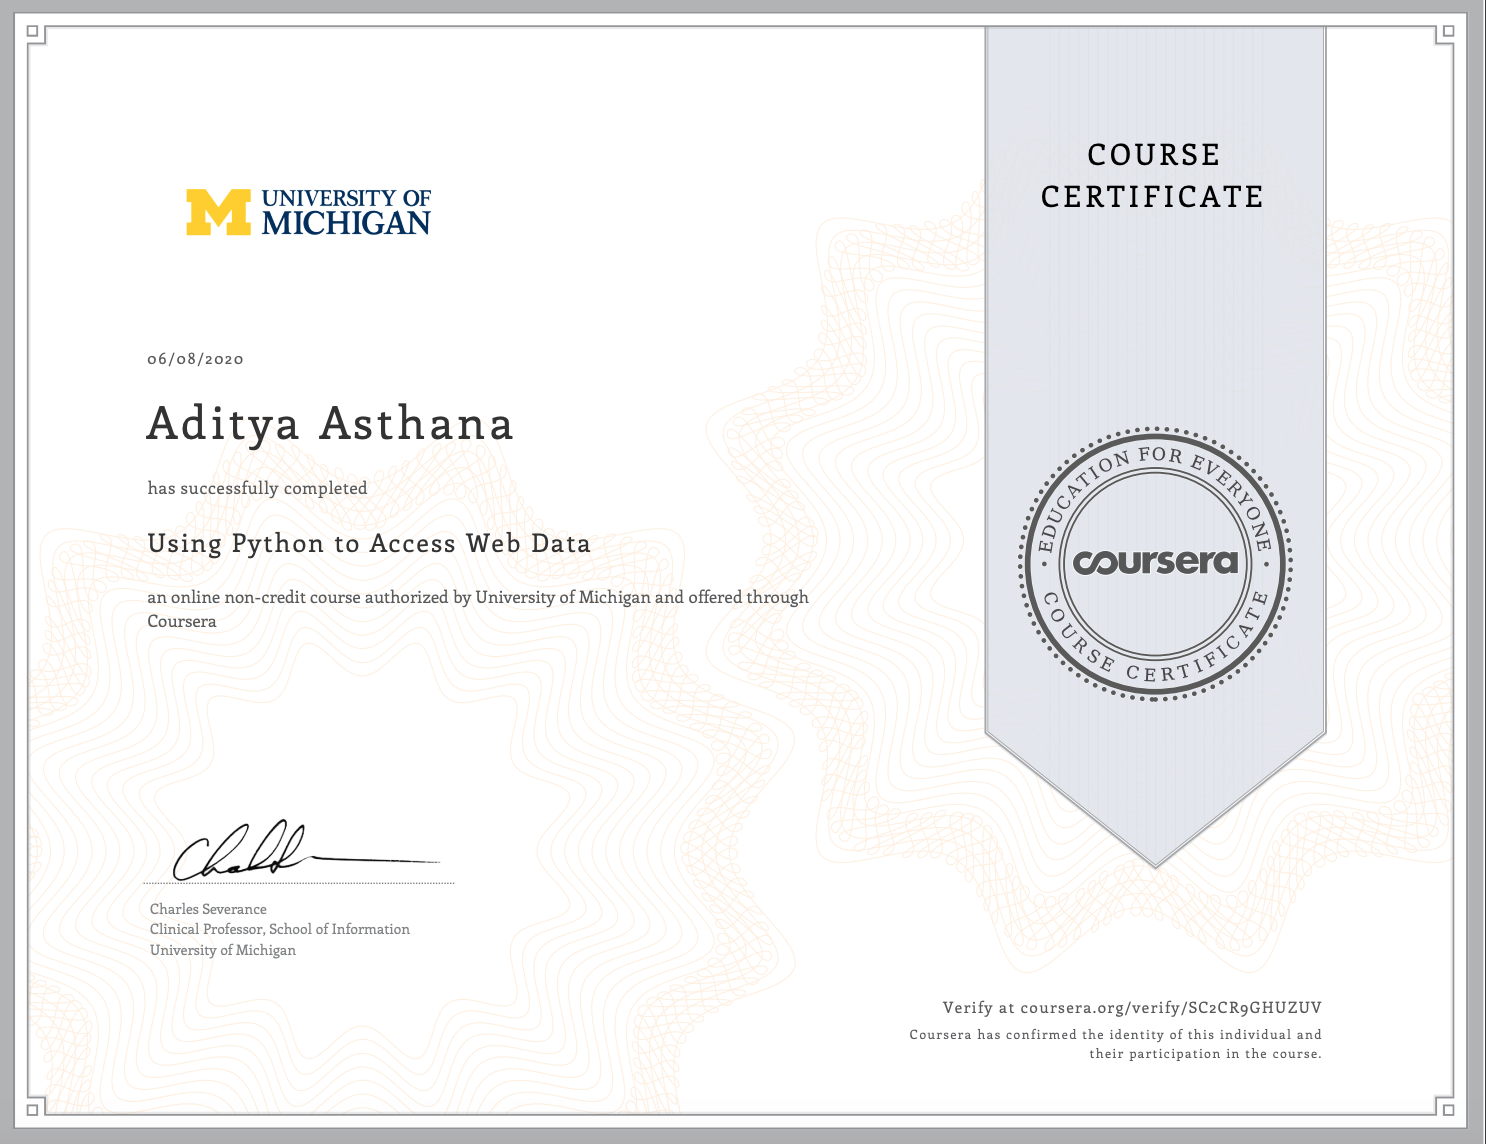 COURSE
CERTIFICATE
UNIVERSITY OF
MICHIGAN
06/08/2020
Aditya Asthana
has successfully completed
Using Python to Access Web Data
an online non-credit course authorized by University of Michigan and offered through
Coursera
EDUCATION FOR EVERYONE
coursera
COURSE CERTIFICATE
Charles Severance
Clinical Professor, School of Information
University of Michigan
Verify at coursera.org/verify/SC2CR9GHUZUV
Coursera has confirmed the identity of this individual and
their participation in the course.